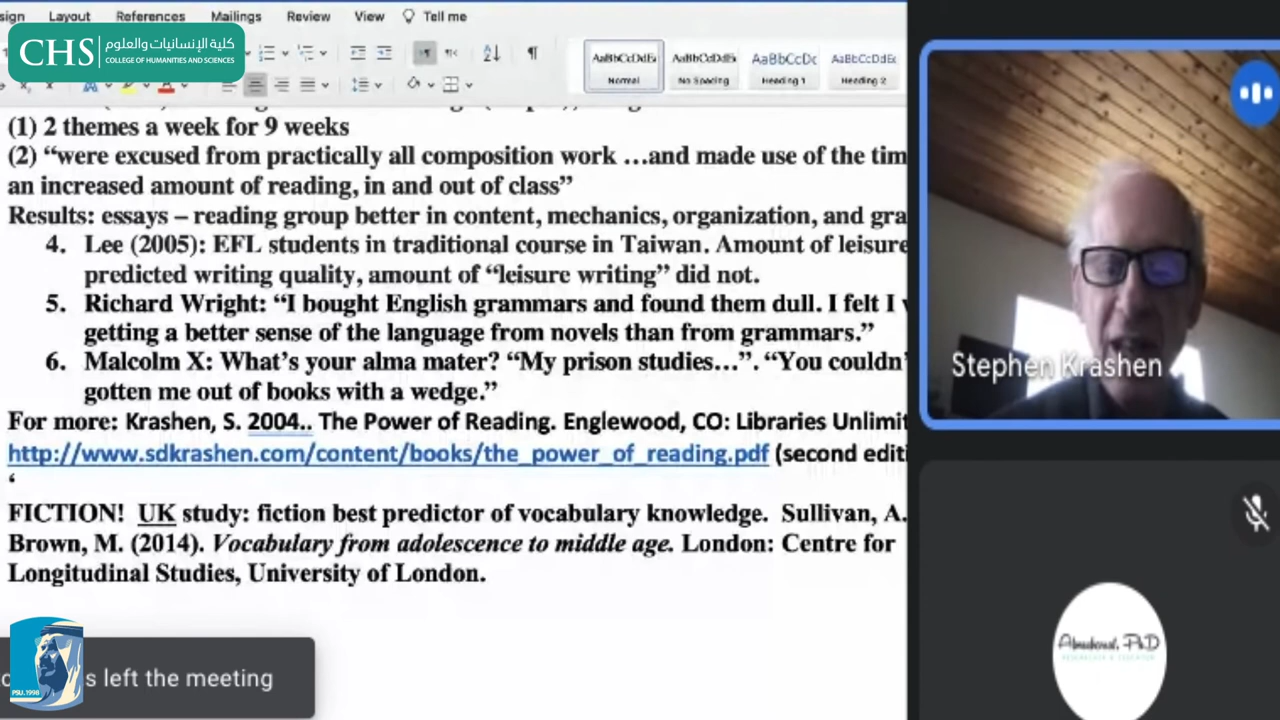 sign Layout References Mailings Review View Tell me
CHS
كلية الإنسانيات والعلوم
COLLEGE OF HUMANITIES AND SCIENCES
AaBbCcDdEe AaBbCcDdEe AaBbCcDc AaBbCcDdEe
Normal No Spacing Heading 1 Heading 2
(1) 2 themes a week for 9 weeks
(2) “were excused from practically all composition work …and made use of the tim
an increased amount of reading, in and out of class”
Results: essays – reading group better in content, mechanics, organization, and gra
4. Lee (2005): EFL students in traditional course in Taiwan. Amount of leisure
predicted writing quality, amount of “leisure writing” did not.
5. Richard Wright: “I bought English grammars and found them dull. I felt I
getting a better sense of the language from novels than from grammars.”
6. Malcolm X: What’s your alma mater? “My prison studies…”. “You couldn’
gotten me out of books with a wedge.”
For more: Krashen, S. 2004.. The Power of Reading. Englewood, CO: Libraries Unlimit
http://www.sdkrashen.com/content/books/the_power_of_reading.pdf (second editi
‘
FICTION! UK study: fiction best predictor of vocabulary knowledge. Sullivan, A.
Brown, M. (2014). Vocabulary from adolescence to middle age. London: Centre for
Longitudinal Studies, University of London.
s left the meeting
PSU.1998
Stephen Krashen